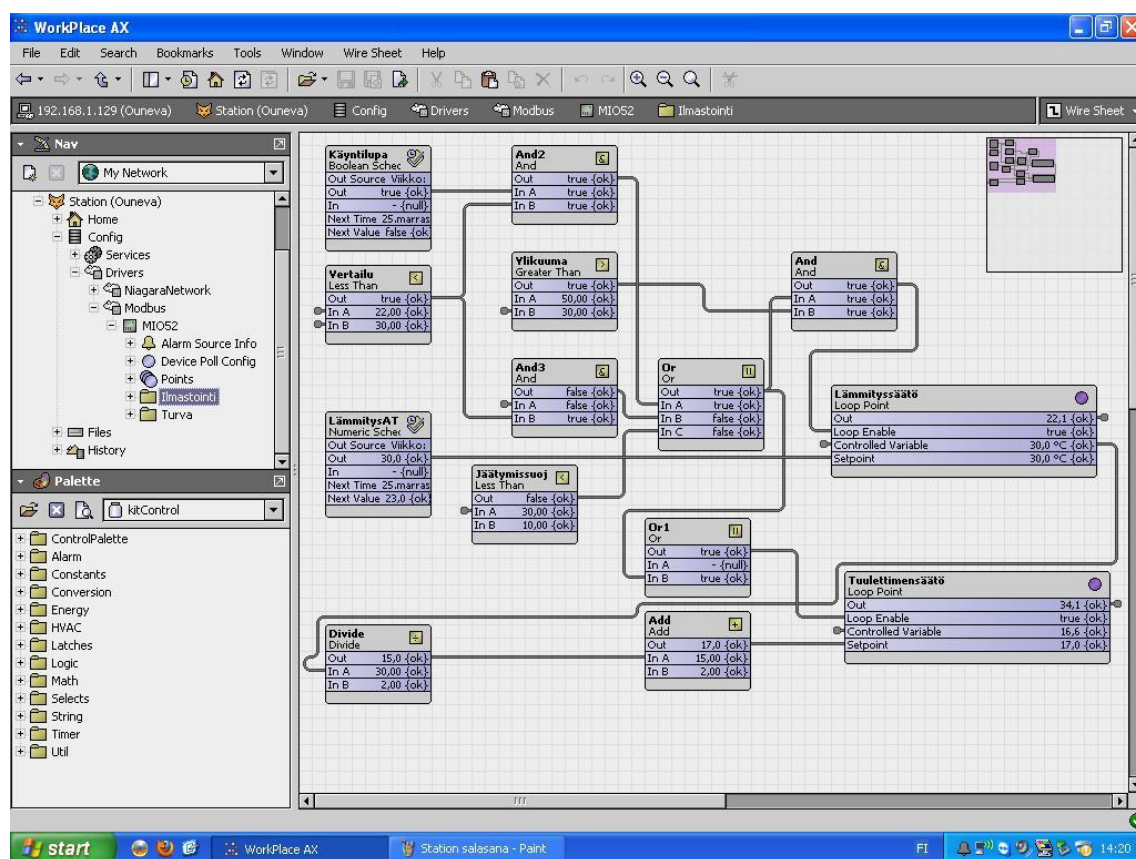 WorkPlace AX
File Edit Search Bookmarks Tools Window Wire Sheet Help
192.168.1.129 (Ouneva) Station (Ouneva) Config Drivers Modbus MIO52 Ilmastointi Wire Sheet
Nav
My Network
Station (Ouneva)
Home
Config
Services
Drivers
NiagaraNetwork
Modbus
MIO52
Alarm Source Info
Device Poll Config
Points
Ilmastointi
Turva
Files
History
Palette
kitControl
ControlPalette
Alarm
Constants
Conversion
Energy
HVAC
Latches
Logic
Math
Selects
String
Timer
Util
Käyntilupa
Boolean Schec
Out Source Viikko:
Out true {ok}
In - {null}
Next Time 25.marras
Next Value false {ok
And2
And
Out true {ok}
In A true {ok}
In B true {ok}
Vertailu
Less Than
Out true {ok}
In A 22,00 {ok}
In B 30,00 {ok}
Ylikuuma
Greater Than
Out true {ok}
In A 50,00 {ok}
In B 30,00 {ok}
And
And
Out true {ok}
In A true {ok}
In B true {ok}
And3
And
Out false {ok}
In A false {ok}
In B true {ok}
Or
Or
Out true {ok}
In A true {ok}
In B false {ok}
In C false {ok}
LämmitysAT
Numeric Schec
Out Source Viikko:
Out 30,0 {ok}
In - {null}
Next Time 25.marras
Next Value 23,0 {ok}
Lämmityssäätö
Loop Point
Out 22,1 {ok}
Loop Enable true {ok}
Controlled Variable 30,0 °C {ok}
Setpoint 30,0 °C {ok}
Jäätymissuoj
Less Than
Out false {ok}
In A 30,00 {ok}
In B 10,00 {ok}
Or1
Or
Out true {ok}
In A - {null}
In B true {ok}
Tuulettimensäätö
Loop Point
Out 34,1 {ok}
Loop Enable true {ok}
Controlled Variable 16,6 {ok}
Setpoint 17,0 {ok}
Divide
Divide
Out 15,0 {ok}
In A 30,00 {ok}
In B 2,00 {ok}
Add
Add
Out 17,0 {ok}
In A 15,00 {ok}
In B 2,00 {ok}
start WorkPlace AX Station salasana - Paint FI 14:20